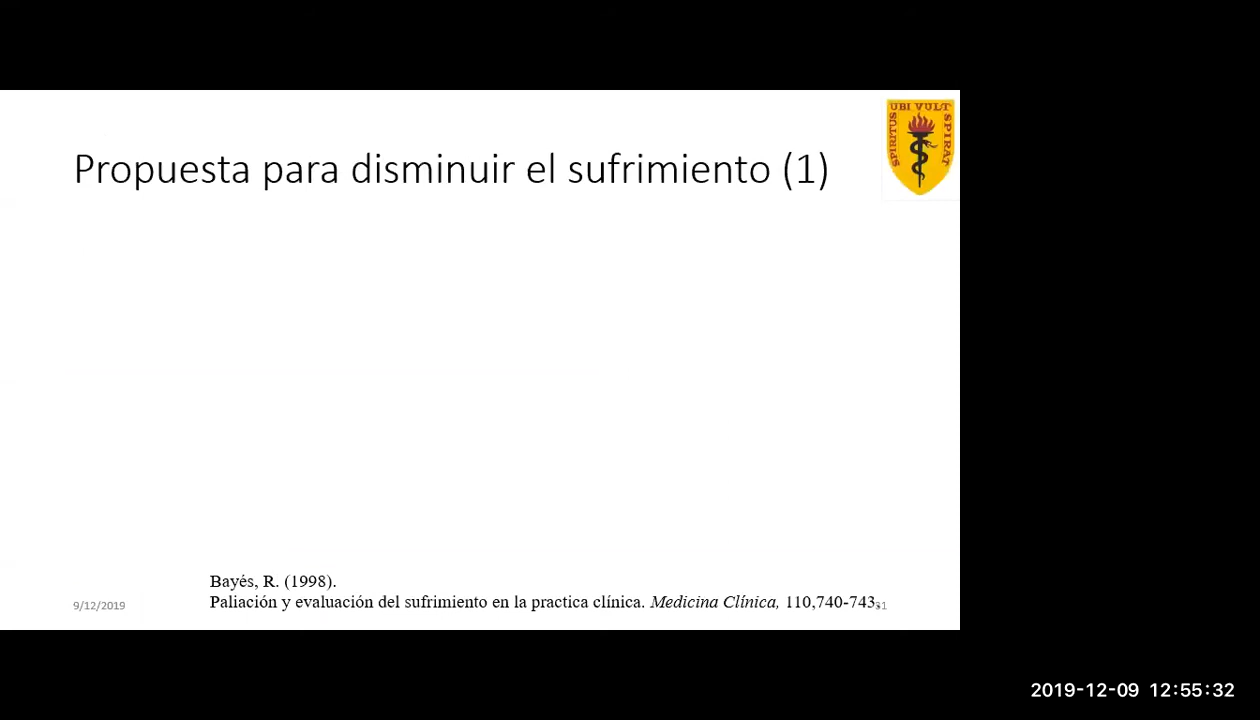 SPIRITUS UBI VULT SPIRAT
Propuesta para disminuir el sufrimiento (1)
Bayés, R. (1998).
Paliación y evaluación del sufrimiento en la practica clínica. Medicina Clínica, 110,740-743.
9/12/2019
31
2019-12-09 12:55:32